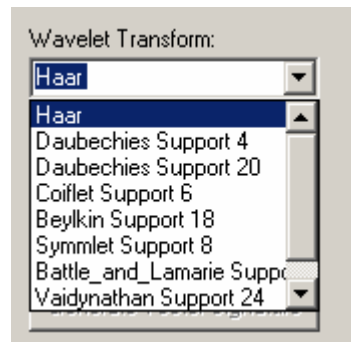 Wavelet Transform:
Haar
Haar
Daubechies Support 4
Daubechies Support 20
Coiflet Support 6
Beylkin Support 18
Symmlet Support 8
Battle_and_Lamarie Suppo
Vaidynathan Support 24